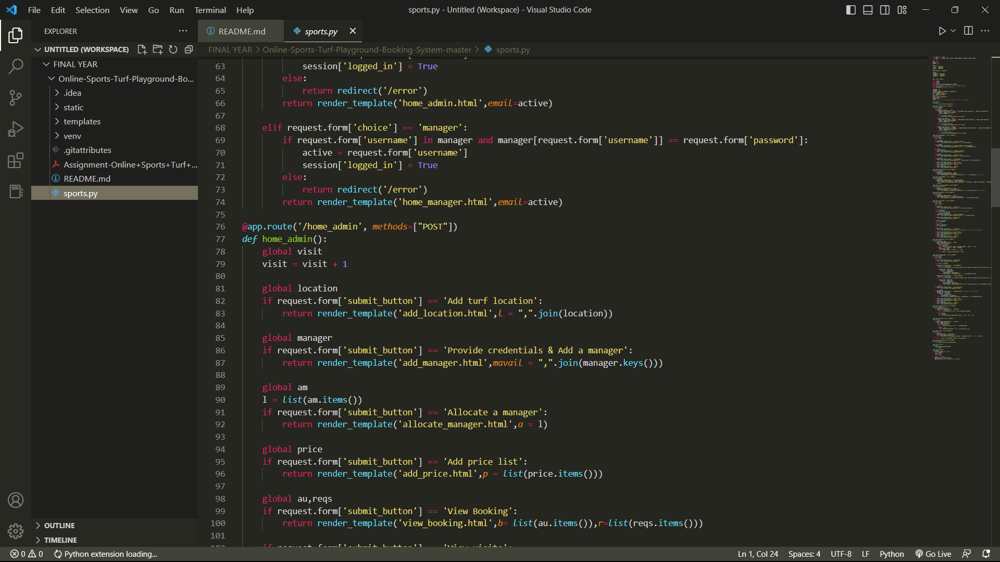 File Edit Selection View Go Run Terminal Help
sports.py - Untitled (Workspace) - Visual Studio Code
EXPLORER
README.md
sports.py
UNTITLED (WORKSPACE)
FINAL YEAR > Online-Sports-Turf-Playground-Booking-System-master > sports.py
FINAL YEAR
Online-Sports-Turf-Playground-Bo...
.idea
static
templates
venv
.gitattributes
Assignment-Online+Sports+Turf+...
README.md
sports.py
OUTLINE
TIMELINE
63 session['logged_in'] = True
64 else:
65 return redirect('/error')
66 return render_template('home_admin.html',email=active)
67
68 elif request.form['choice'] == 'manager':
69 if request.form['username'] in manager and manager[request.form['username']] == request.form['password']:
70 active = request.form['username']
71 session['logged_in'] = True
72 else:
73 return redirect('/error')
74 return render_template('home_manager.html',email=active)
75
76 @app.route('/home_admin', methods=["POST"])
77 def home_admin():
78 global visit
79 visit = visit + 1
80
81 global location
82 if request.form['submit_button'] == 'Add turf location':
83 return render_template('add_location.html',l = ",".join(location))
84
85 global manager
86 if request.form['submit_button'] == 'Provide credentials & Add a manager':
87 return render_template('add_manager.html',mavail = ",".join(manager.keys()))
88
89 global am
90 l = list(am.items())
91 if request.form['submit_button'] == 'Allocate a manager':
92 return render_template('allocate_manager.html',a = l)
93
94 global price
95 if request.form['submit_button'] == 'Add price list':
96 return render_template('add_price.html',p = list(price.items()))
97
98 global au,reqs
99 if request.form['submit_button'] == 'View Booking':
100 return render_template('view_booking.html',b= list(au.items()),r=list(reqs.items()))
101
0 0 Python extension loading...
Ln 1, Col 24 Spaces: 4 UTF-8 LF Python Go Live